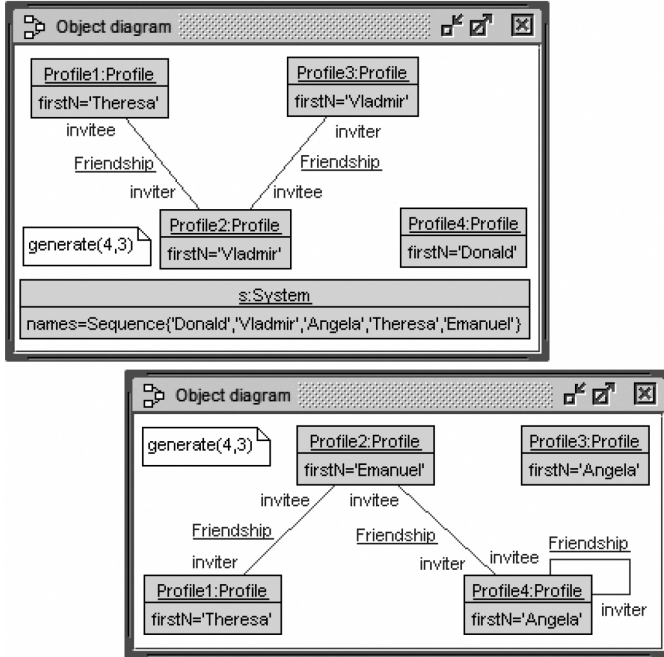 Object diagram
Profile1:Profile
firstN='Theresa'
Profile3:Profile
firstN='Vladmir'
invitee
inviter
Friendship
Friendship
inviter
invitee
Profile2:Profile
firstN='Vladmir'
Profile4:Profile
firstN='Donald'
generate(4,3)
s:System
names=Sequence{'Donald','Vladmir','Angela','Theresa','Emanuel'}
Object diagram
generate(4,3)
Profile2:Profile
firstN='Emanuel'
Profile3:Profile
firstN='Angela'
invitee
invitee
Friendship
Friendship
Friendship
inviter
inviter
invitee
Profile1:Profile
firstN='Theresa'
Profile4:Profile
firstN='Angela'
inviter